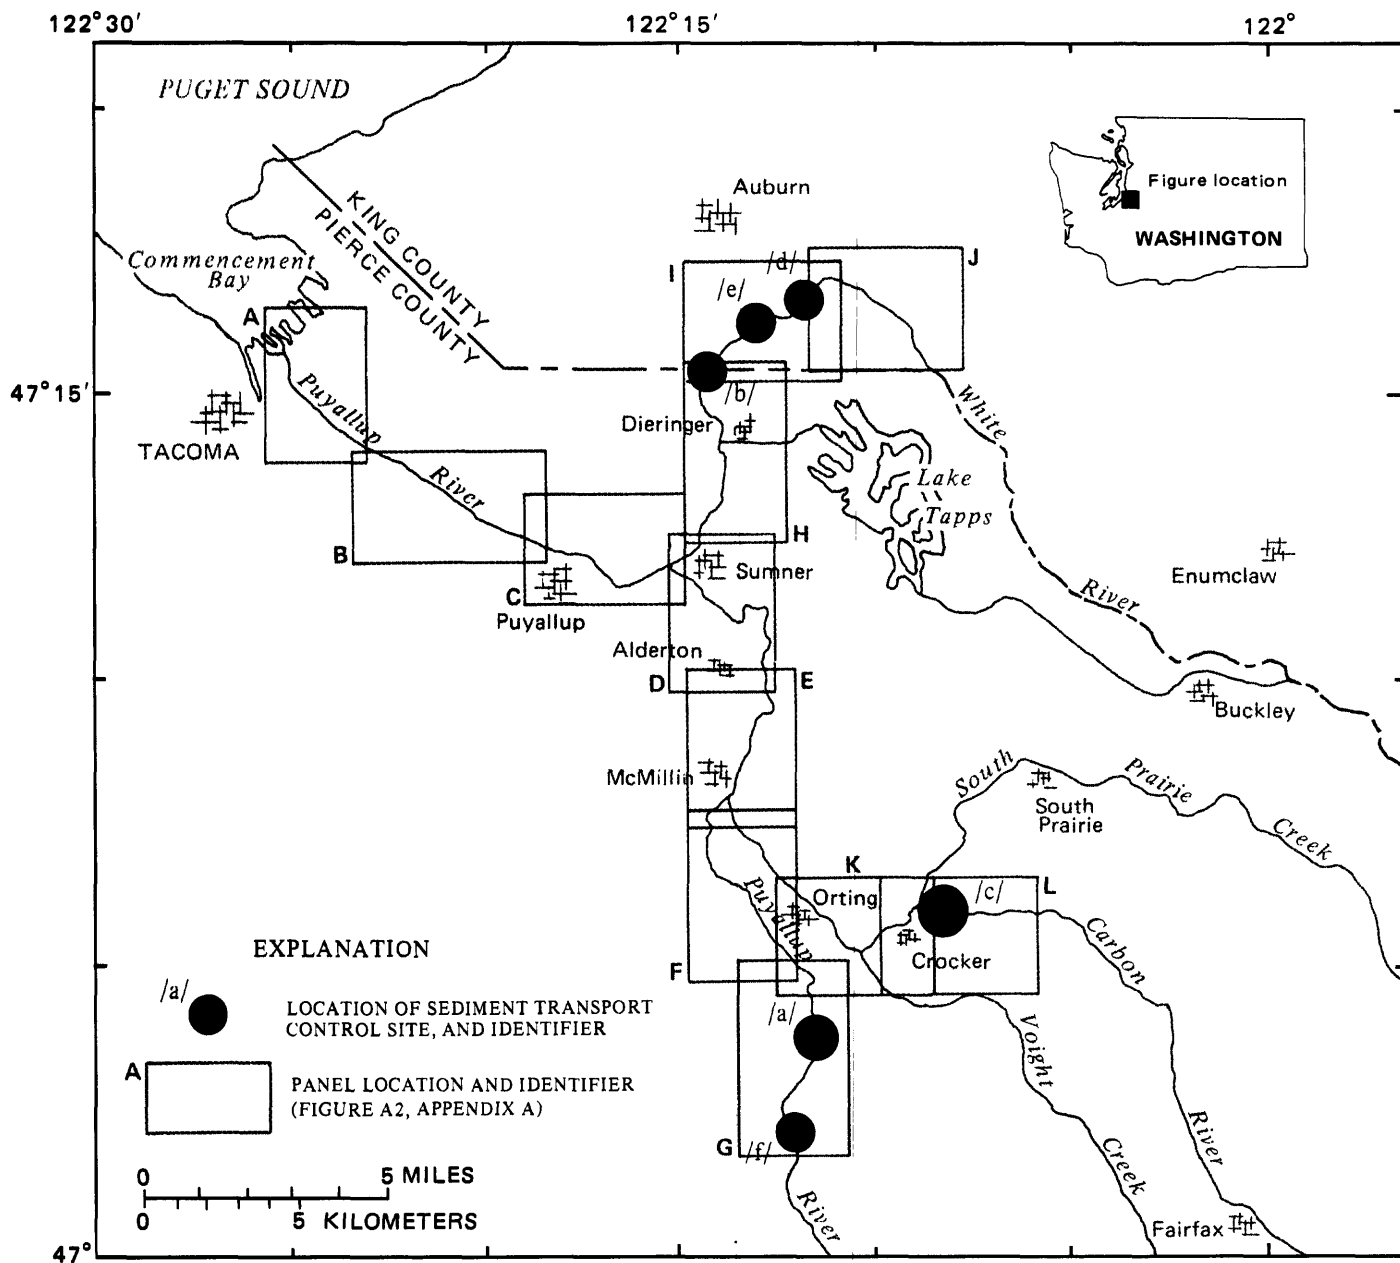 122°30′
122°15′
122°
PUGET SOUND
KING COUNTY
PIERCE COUNTY
Auburn
Figure location
WASHINGTON
Commencement
Bay
I
/d/
J
/e/
A
47°15′
Puyallup
River
TACOMA
/b/
Dieringer
White
River
Lake
Tapps
B
H
C
Sumner
Puyallup
Enumclaw
Alderton
D
E
Buckley
McMillin
South
Prairie
Creek
South
Prairie
K
L
Orting
/c/
Puyallup
Crocker
Carbon
River
F
/a/
Voight
Creek
G
/f/
River
Fairfax
EXPLANATION
/a/
LOCATION OF SEDIMENT TRANSPORT
CONTROL SITE, AND IDENTIFIER
A
PANEL LOCATION AND IDENTIFIER
(FIGURE A2, APPENDIX A)
0 5 MILES
0 5 KILOMETERS
47°